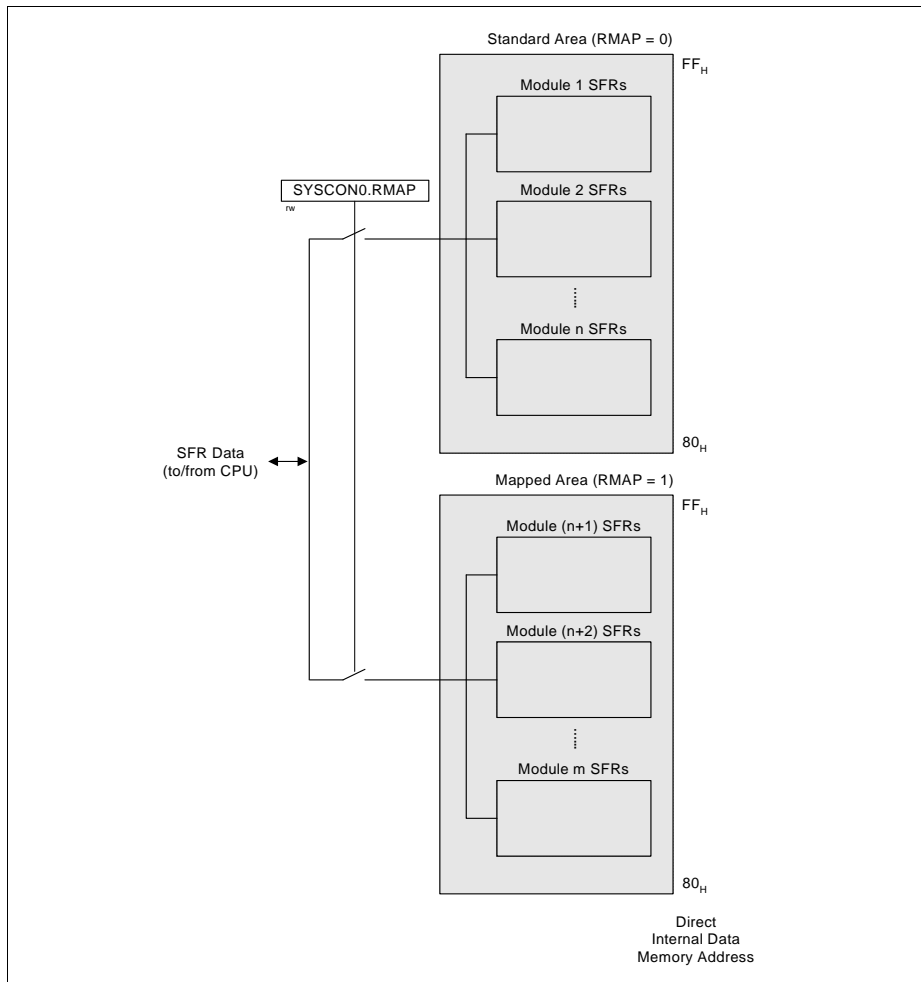 Standard Area (RMAP = 0)
FFH
Module 1 SFRs
SYSCON0.RMAP
rw
Module 2 SFRs
Module n SFRs
SFR Data
(to/from CPU)
80H
Mapped Area (RMAP = 1)
FFH
Module (n+1) SFRs
Module (n+2) SFRs
Module m SFRs
80H
Direct
Internal Data
Memory Address